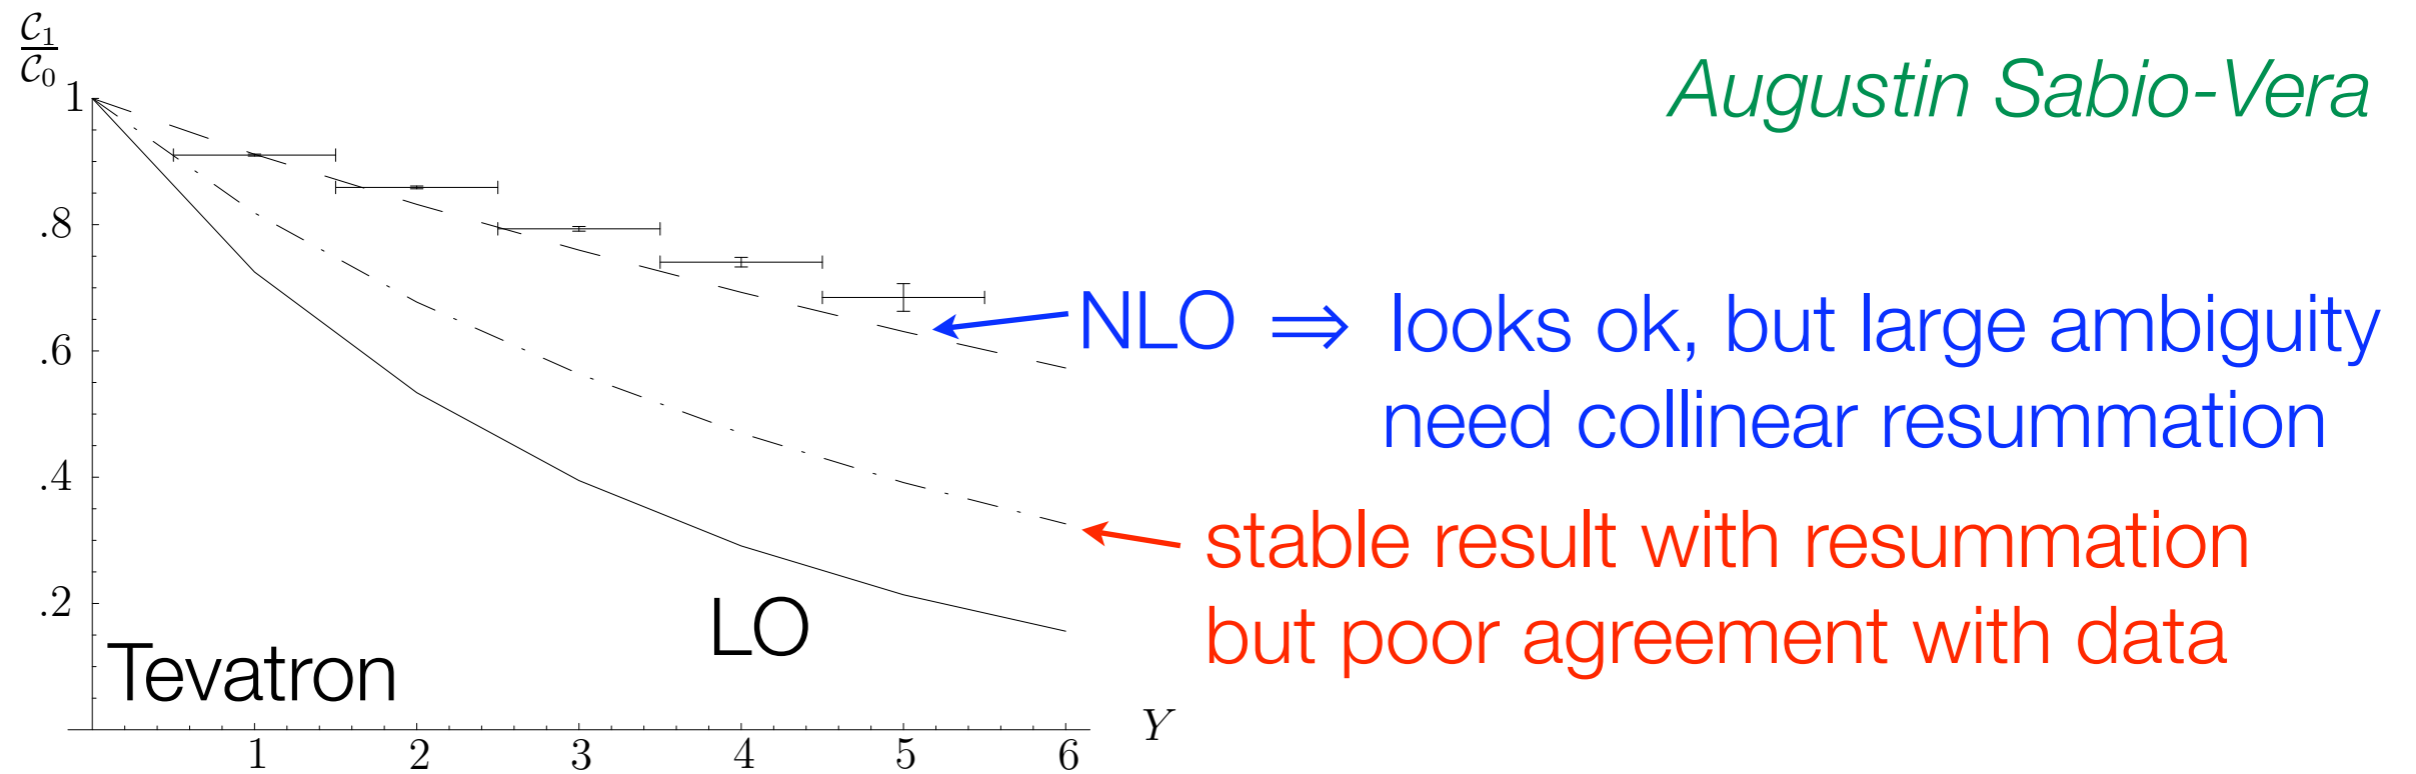 C₁
C₀
1
.8
.6
.4
.2
1 2 3 4 5 6
Y
Augustin Sabio-Vera
NLO ⇒ looks ok, but large ambiguity
need collinear resummation
stable result with resummation
but poor agreement with data
LO
Tevatron